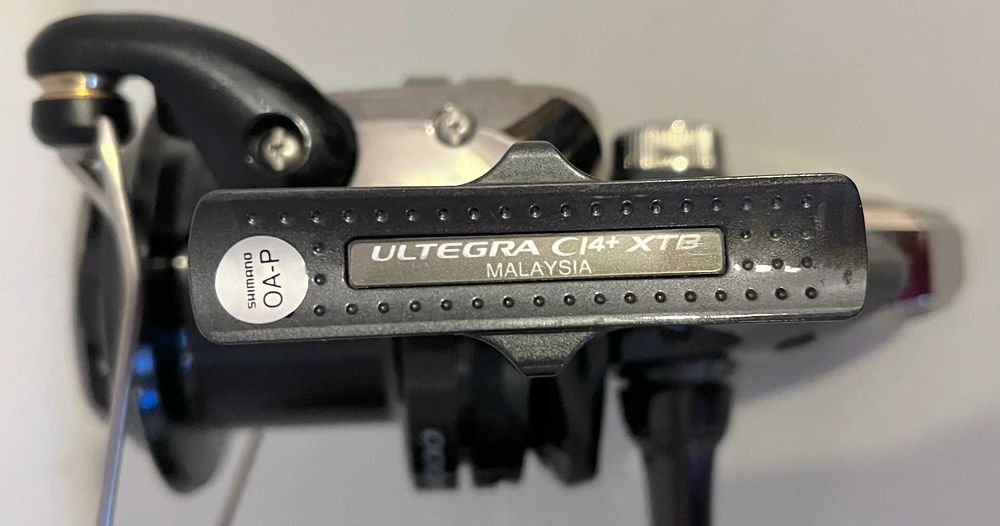 SHIMANO
OA-P
ULTEGRA CI4+ XTB
MALAYSIA